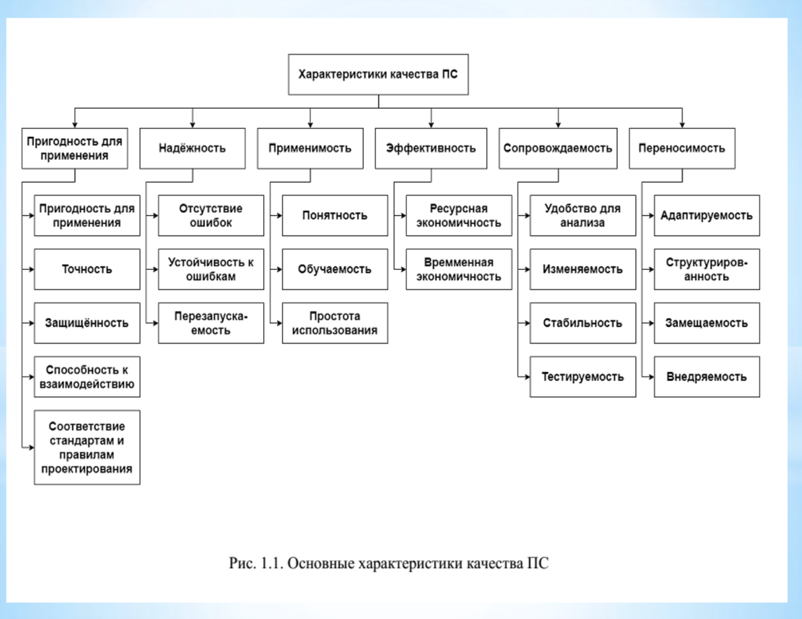 Характеристики качества ПС
Пригодность для
применения
Надёжность
Применимость
Эффективность
Сопровождаемость
Переносимость
Пригодность для
применения
Точность
Защищённость
Способность к
взаимодействию
Соответствие
стандартам и
правилам
проектирования
Отсутствие
ошибок
Устойчивость к
ошибкам
Перезапуска-
емость
Понятность
Обучаемость
Простота
использования
Ресурсная
экономичность
Времменная
экономичность
Удобство для
анализа
Изменяемость
Стабильность
Тестируемость
Адаптируемость
Структуриров-
анность
Замещаемость
Внедряемость
Рис. 1.1. Основные характеристики качества ПС